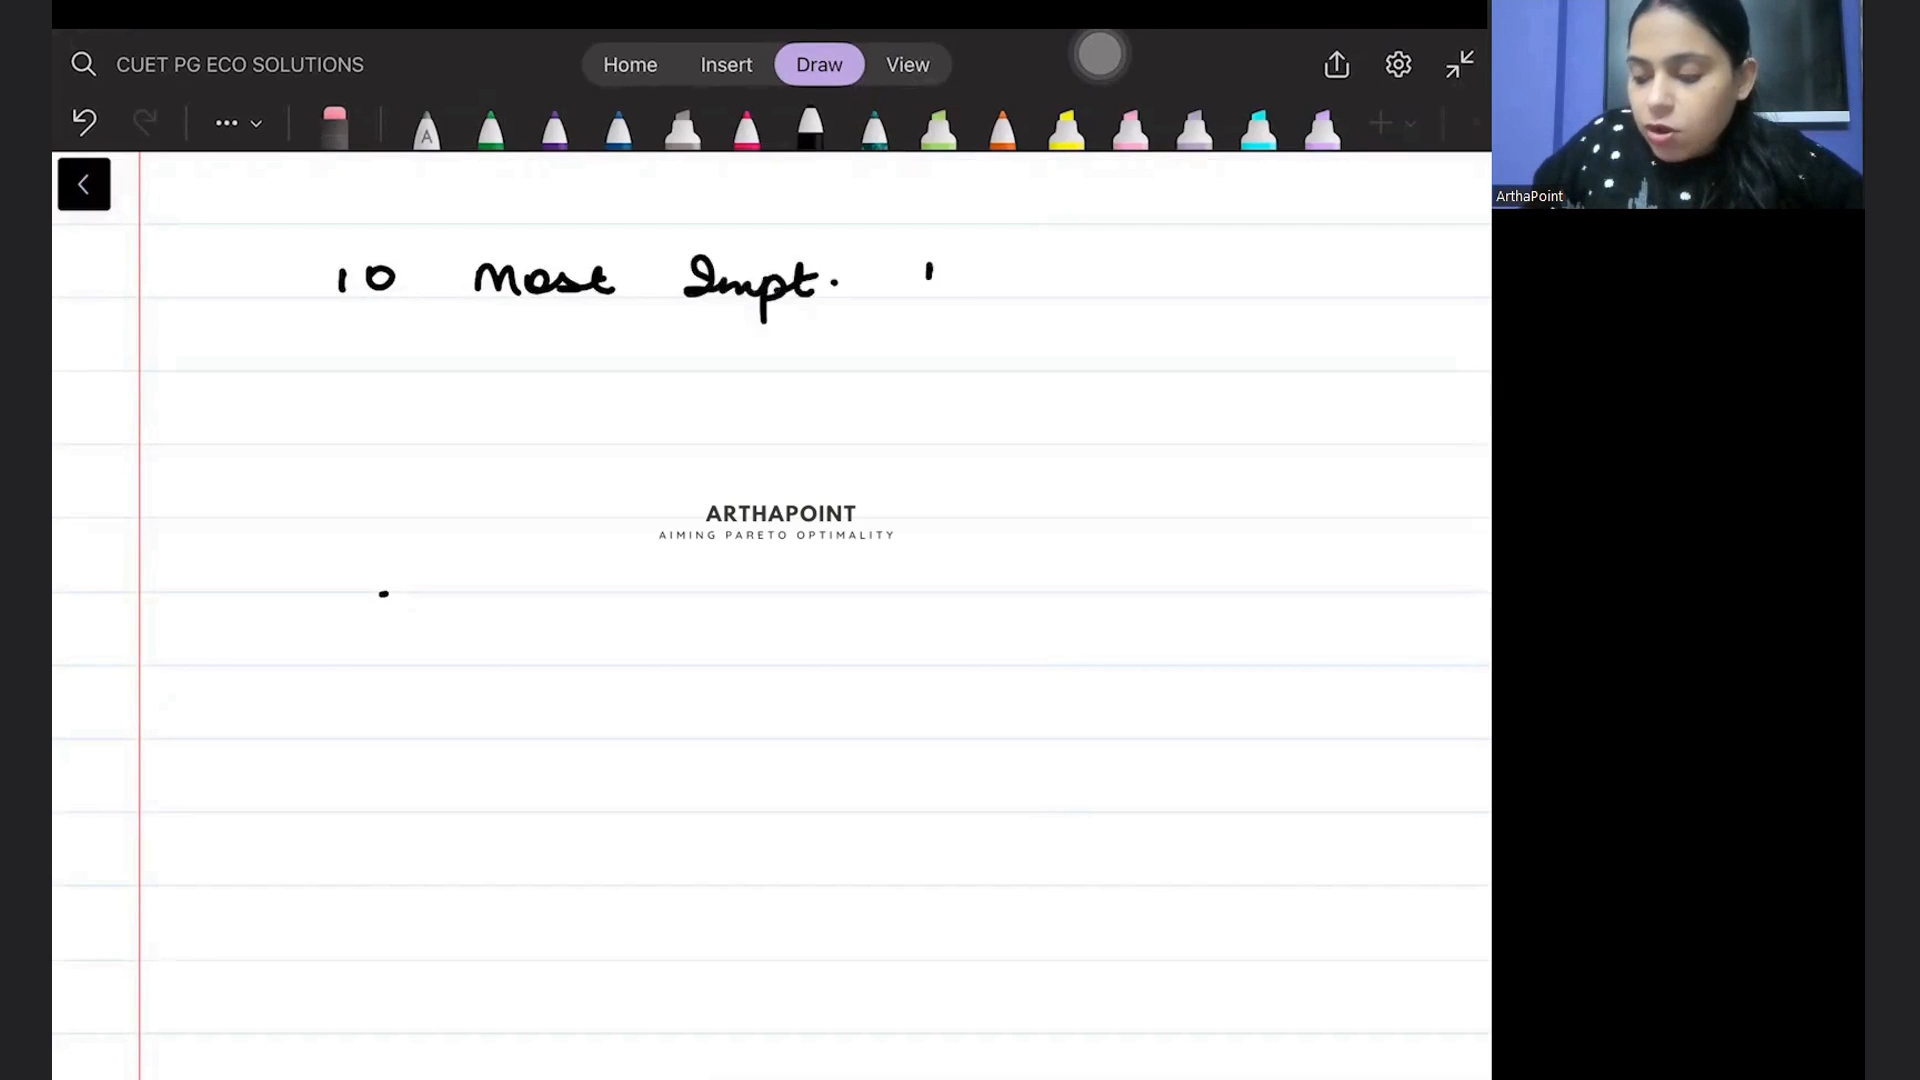 CUET PG ECO SOLUTIONS
Home Insert Draw View
A
ArthaPoint
10 Most Impt.
ARTHAPOINT
AIMING PARETO OPTIMALITY